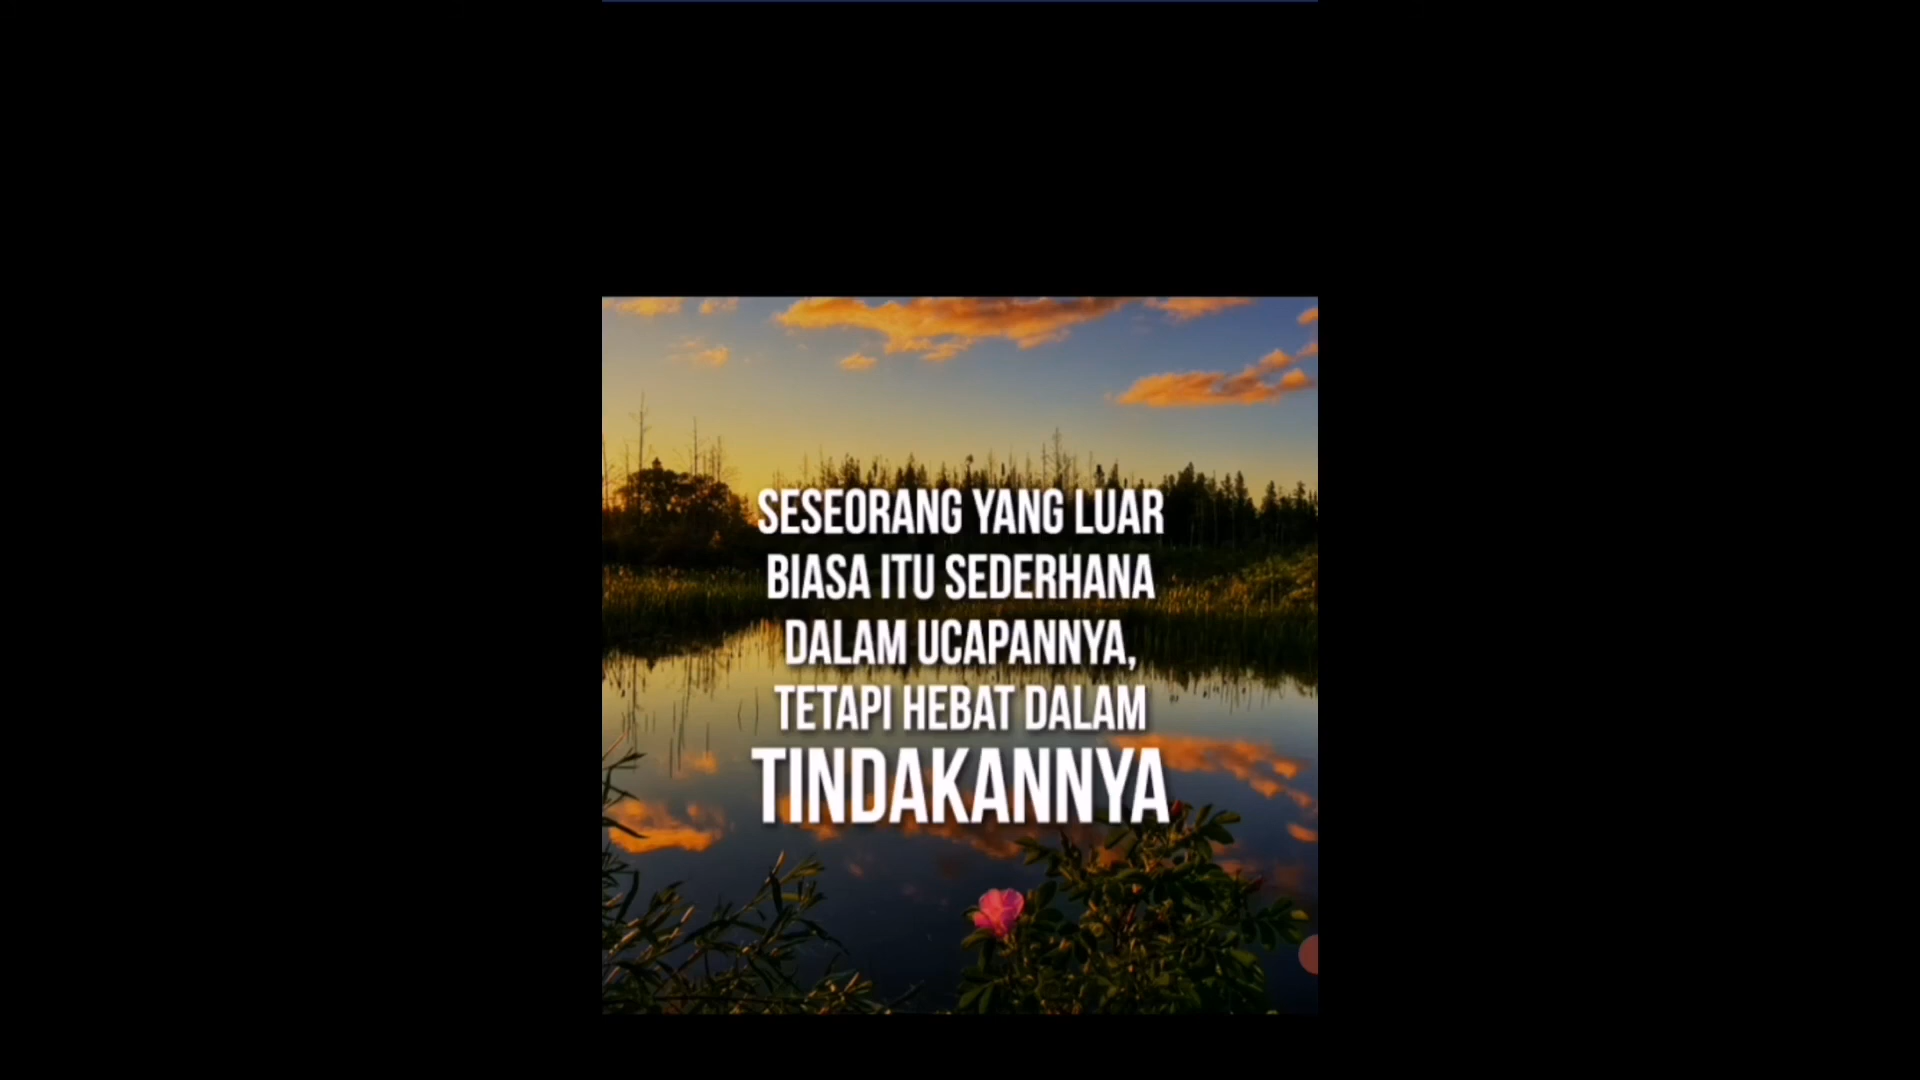 SESEORANG YANG LUAR
BIASA ITU SEDERHANA
DALAM UCAPANNYA,
TETAPI HEBAT DALAM
TINDAKANNYA